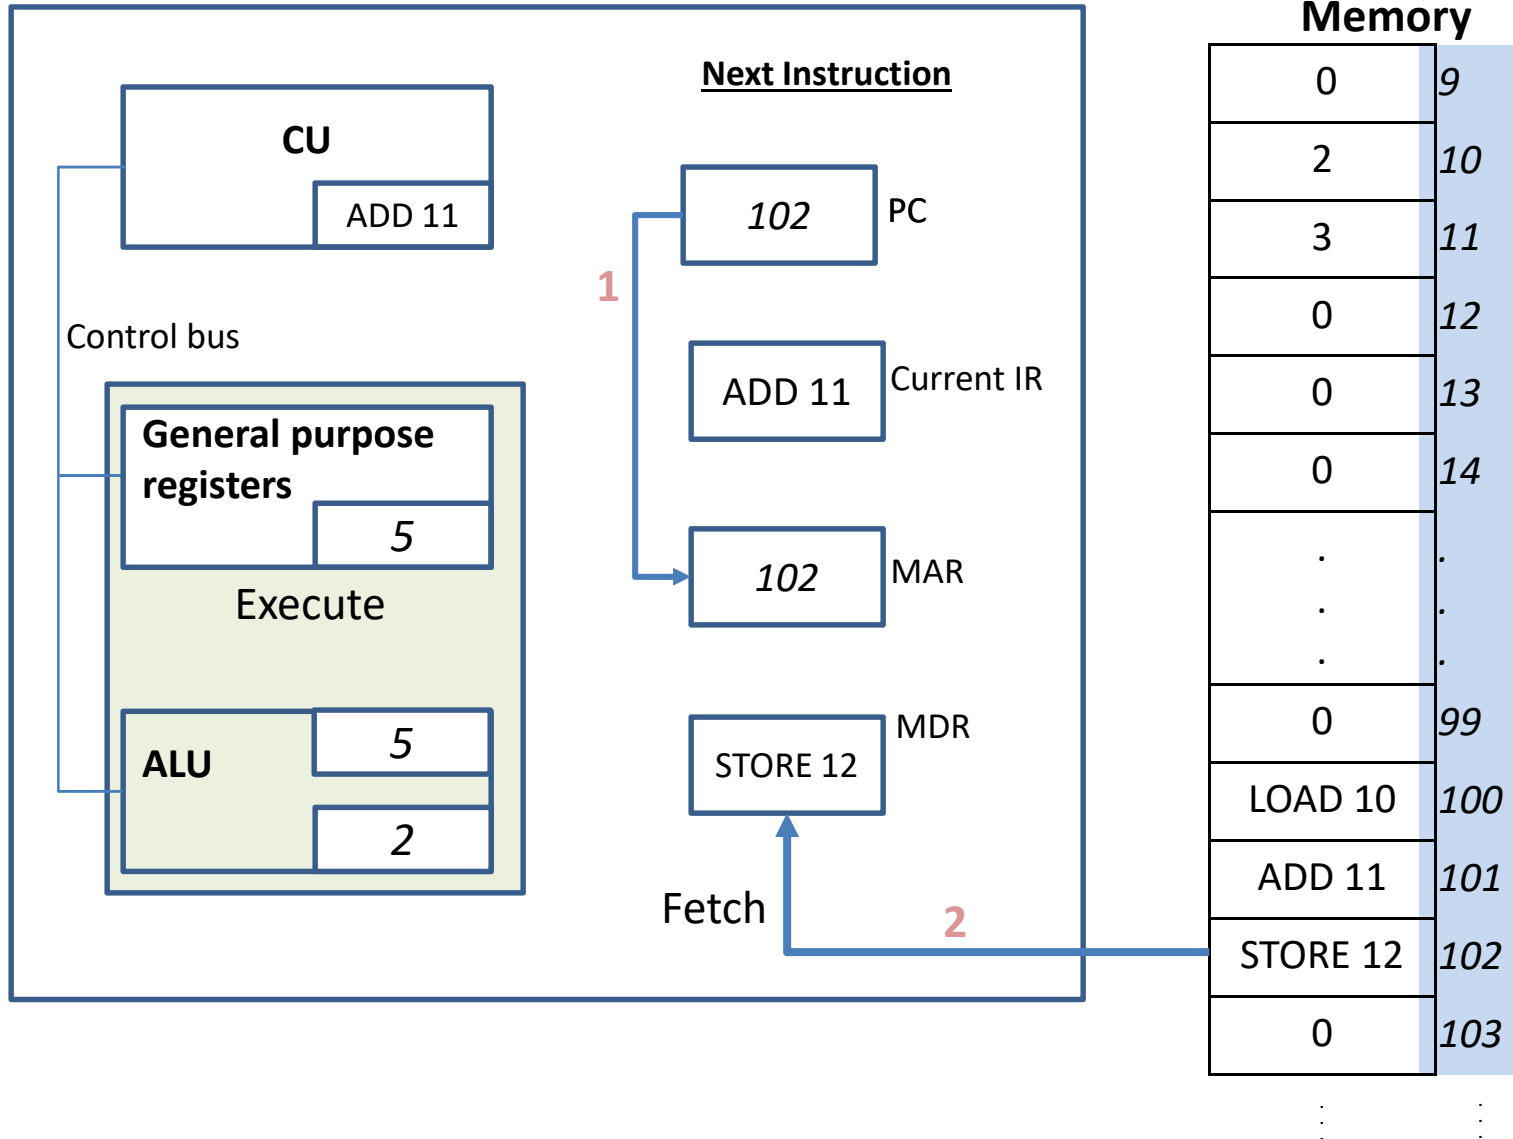 Memory
Next Instruction
CU
ADD 11
Control bus
General purpose
registers
5
Execute
ALU
5
2
102
PC
1
ADD 11
Current IR
102
MAR
MDR
STORE 12
Fetch
2
0 9
2 10
3 11
0 12
0 13
0 14
. .
. .
. .
0 99
LOAD 10 100
ADD 11 101
STORE 12 102
0 103